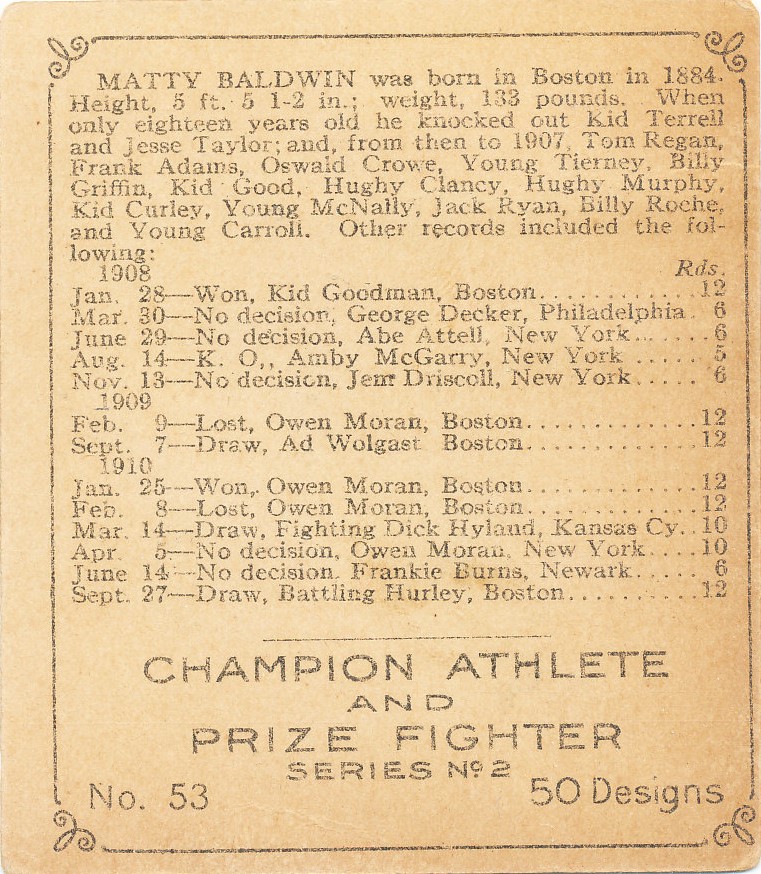 MATTY BALDWIN was born in Boston in 1884.
Height, 5 ft. 5 1-2 in.; weight, 133 pounds. When
only eighteen years old he knocked out Kid Terrell
and Jesse Taylor; and, from then to 1907, Tom Regan,
Frank Adams, Oswald Crowe, Young Tierney, Billy
Griffin, Kid Good, Hughy Clancy, Hughy Murphy,
Kid Curley, Young McNally, Jack Ryan, Billy Roche,
and Young Carroll. Other records included the fol-
lowing:
1908 Rds.
Jan. 28—Won, Kid Goodman, Boston............12
Mar. 30—No decision, George Decker, Philadelphia. 6
June 29—No decision, Abe Attell, New York...... 6
Aug. 14—K. O., Amby McGarry, New York..... 5
Nov. 13—No decision, Jem Driscoll, New York..... 6
1909
Feb. 9—Lost, Owen Moran, Boston.............12
Sept. 7—Draw, Ad Wolgast Boston.............12
1910
Jan. 25—Won, Owen Moran, Boston.............12
Feb. 8—Lost, Owen Moran, Boston.............12
Mar. 14—Draw, Fighting Dick Hyland, Kansas Cy..10
Apr. 5—No decision, Owen Moran, New York....10
June 14—No decision. Frankie Burns, Newark..... 6
Sept. 27—Draw, Battling Hurley, Boston..........12
CHAMPION ATHLETE
AND
PRIZE FIGHTER
SERIES Nº 2
No. 53 50 Designs